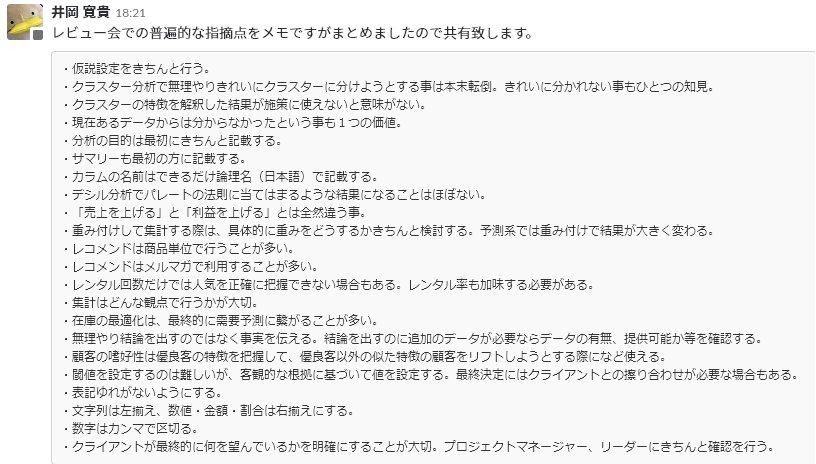 井岡 寛貴 18:21
レビュー会での普遍的な指摘点をメモですがまとめましたので共有致します。
・仮説設定をきちんと行う。
・クラスター分析で無理やりきれいにクラスターに分けようとする事は本末転倒。きれいに分かれない事もひとつの知見。
・クラスターの特徴を解釈した結果が施策に使えないと意味がない。
・現在あるデータからは分からなかったという事も１つの価値。
・分析の目的は最初にきちんと記載する。
・サマリーも最初の方に記載する。
・カラムの名前はできるだけ論理名（日本語）で記載する。
・デシル分析でパレートの法則に当てはまるような結果になることはほぼない。
・「売上を上げる」と「利益を上げる」とは全然違う事。
・重み付けして集計する際は、具体的に重みをどうするかきちんと検討する。予測系では重み付けで結果が大きく変わる。
・レコメンドは商品単位で行うことが多い。
・レコメンドはメルマガで利用することが多い。
・レンタル回数だけでは人気を正確に把握できない場合もある。レンタル率も加味する必要がある。
・集計はどんな観点で行うかが大切。
・在庫の最適化は、最終的に需要予測に繋がることが多い。
・無理やり結論を出すのではなく事実を伝える。結論を出すのに追加のデータが必要ならデータの有無、提供可能か等を確認する。
・顧客の嗜好性は優良客の特徴を把握して、優良客以外の似た特徴の顧客をリフトしようとする際になど使える。
・閾値を設定するのは難しいが、客観的な根拠に基づいて値を設定する。最終決定にはクライアントとの擦り合わせが必要な場合もある。
・表記ゆれがないようにする。
・文字列は左揃え、数値・金額・割合は右揃えにする。
・数字はカンマで区切る。
・クライアントが最終的に何を望んでいるかを明確にすることが大切。プロジェクトマネージャー、リーダーにきちんと確認を行う。